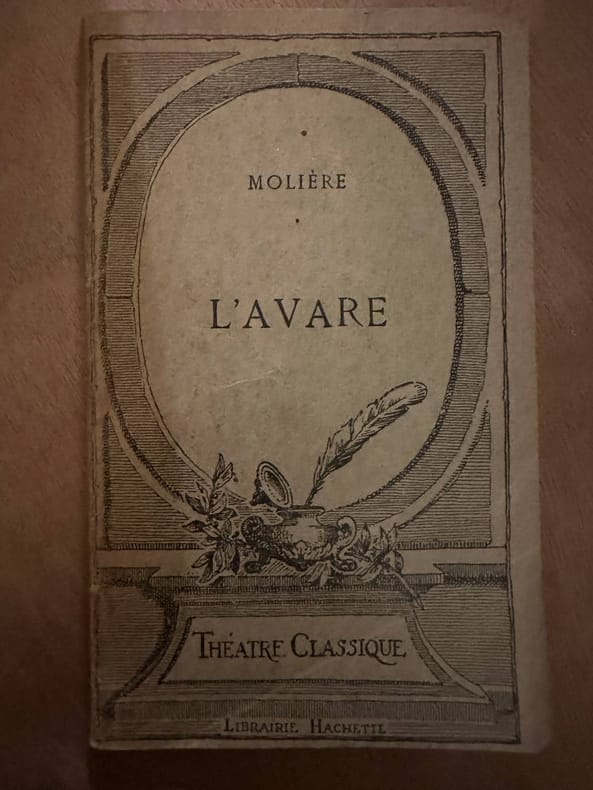 MOLIÈRE
L'AVARE
THÉATRE CLASSIQUE
LIBRAIRIE HACHETTE